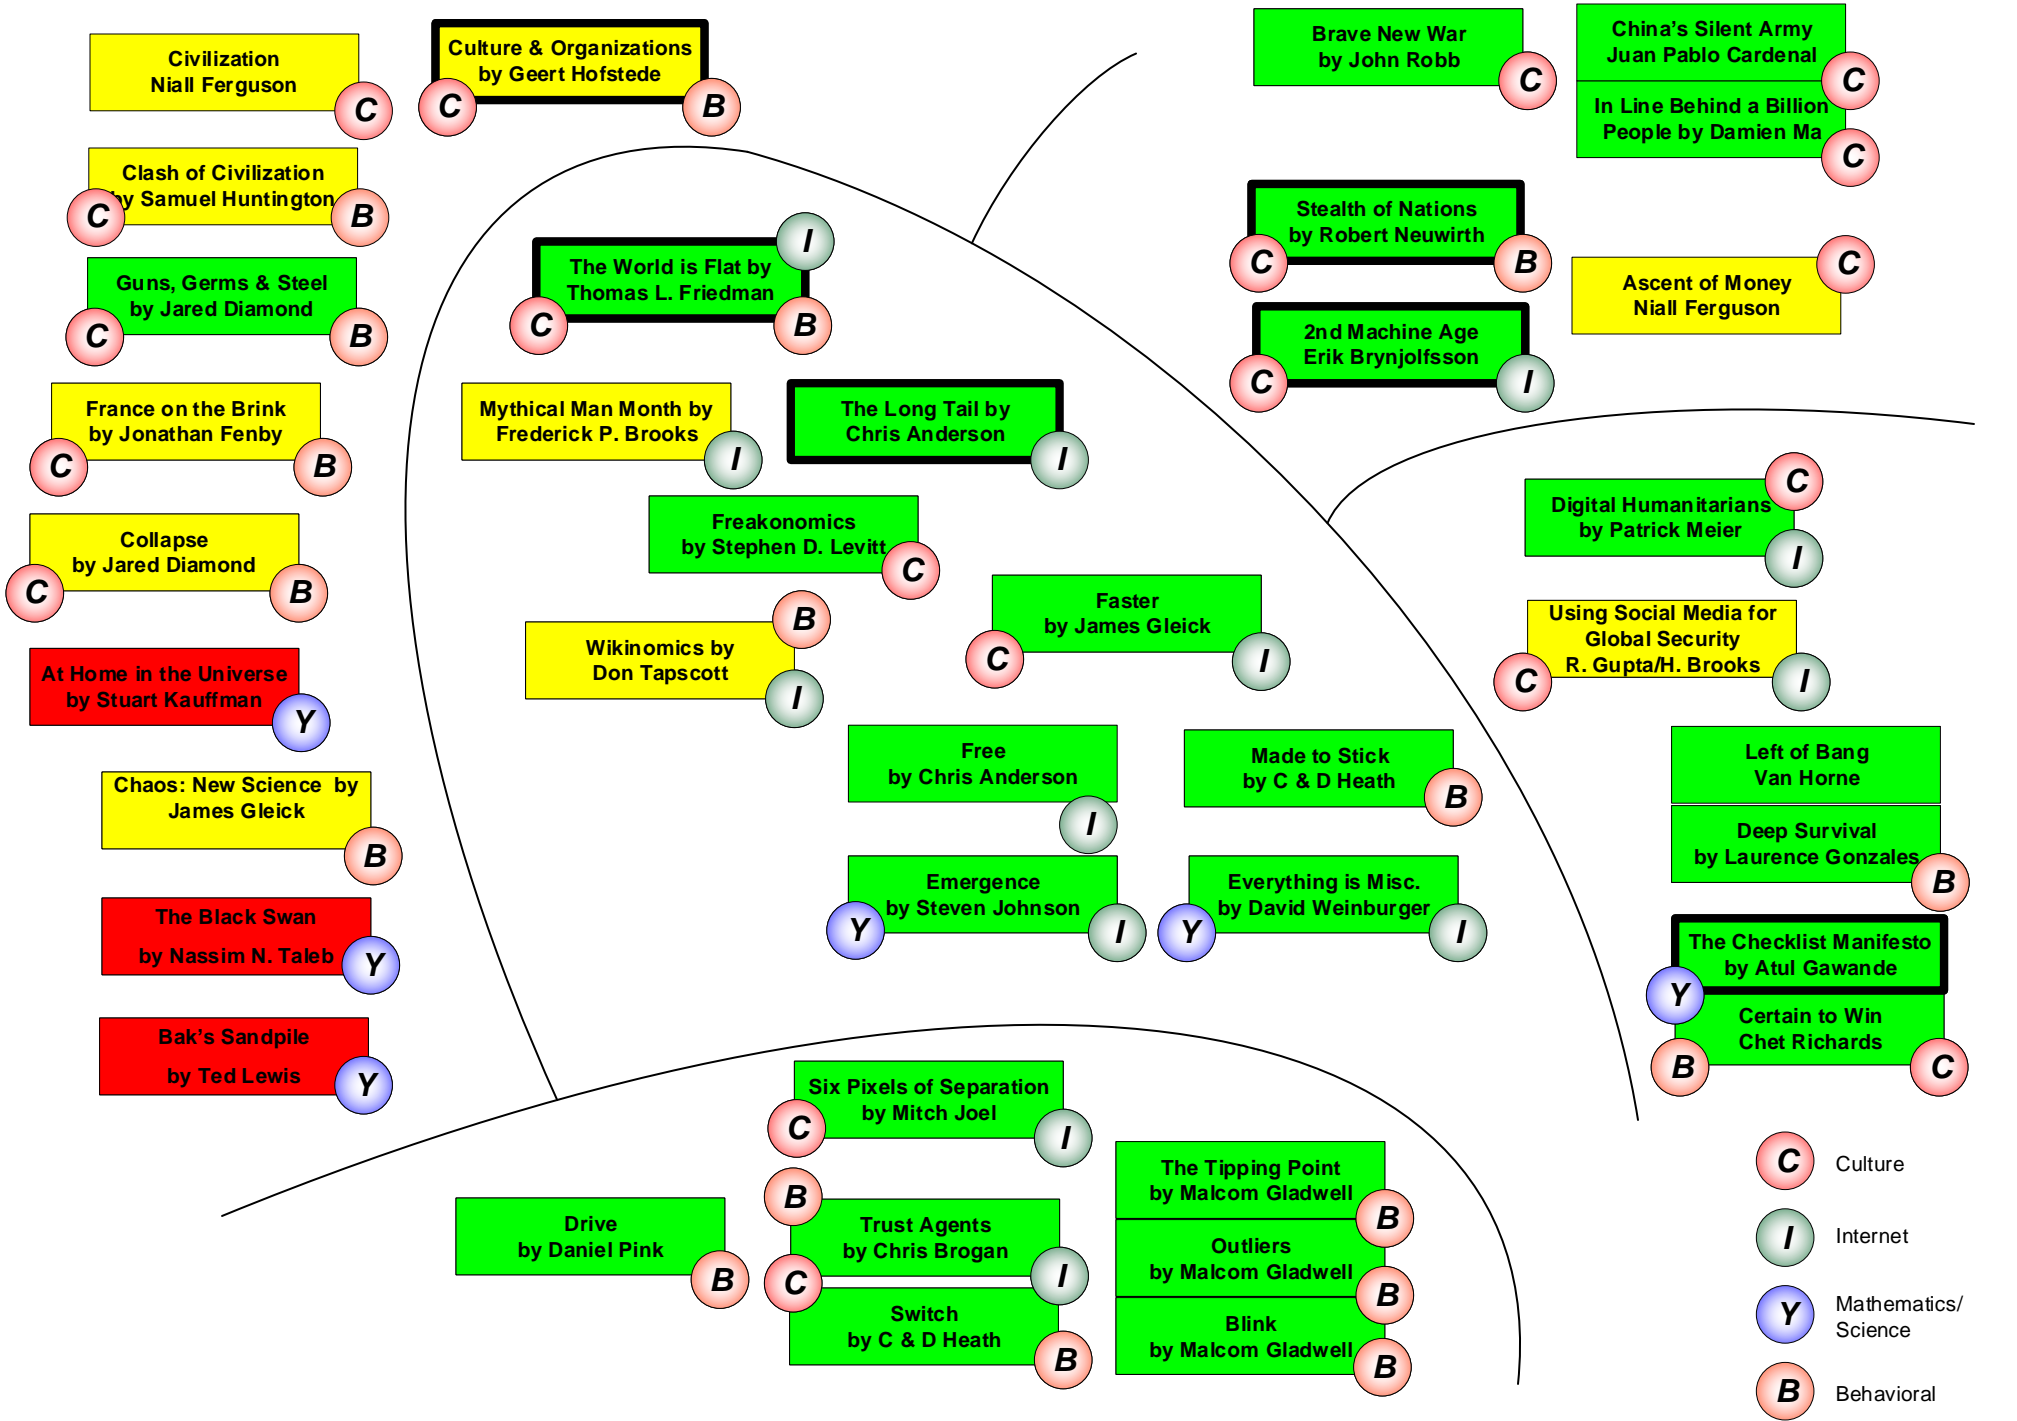 Civilization
Niall Ferguson
C
Culture & Organizations
by Geert Hofstede
C
B
Clash of Civilization
by Samuel Huntington
C
B
Guns, Germs & Steel
by Jared Diamond
C
B
France on the Brink
by Jonathan Fenby
C
B
Collapse
by Jared Diamond
C
B
At Home in the Universe
by Stuart Kauffman
Y
Chaos: New Science by
James Gleick
B
The Black Swan
by Nassim N. Taleb
Y
Bak's Sandpile
by Ted Lewis
Y
I
The World is Flat by
Thomas L. Friedman
C
B
Mythical Man Month by
Frederick P. Brooks
I
The Long Tail by
Chris Anderson
I
Freakonomics
by Stephen D. Levitt
C
Faster
by James Gleick
C
I
B
Wikinomics by
Don Tapscott
I
Free
by Chris Anderson
I
Made to Stick
by C & D Heath
B
Emergence
by Steven Johnson
Y
I
Everything is Misc.
by David Weinburger
Y
I
Brave New War
by John Robb
C
China's Silent Army
Juan Pablo Cardenal
C
In Line Behind a Billion
People by Damien Ma
C
Stealth of Nations
by Robert Neuwirth
C
B
C
Ascent of Money
Niall Ferguson
2nd Machine Age
Erik Brynjolfsson
C
I
C
Digital Humanitarians
by Patrick Meier
I
Using Social Media for
Global Security
R. Gupta/H. Brooks
C
I
Left of Bang
Van Horne
Deep Survival
by Laurence Gonzales
B
The Checklist Manifesto
by Atul Gawande
Y
Certain to Win
Chet Richards
B
C
Six Pixels of Separation
by Mitch Joel
C
I
Drive
by Daniel Pink
B
B
Trust Agents
by Chris Brogan
C
I
Switch
by C & D Heath
B
The Tipping Point
by Malcom Gladwell
B
Outliers
by Malcom Gladwell
B
Blink
by Malcom Gladwell
B
C Culture
I Internet
Y Mathematics/
Science
B Behavioral